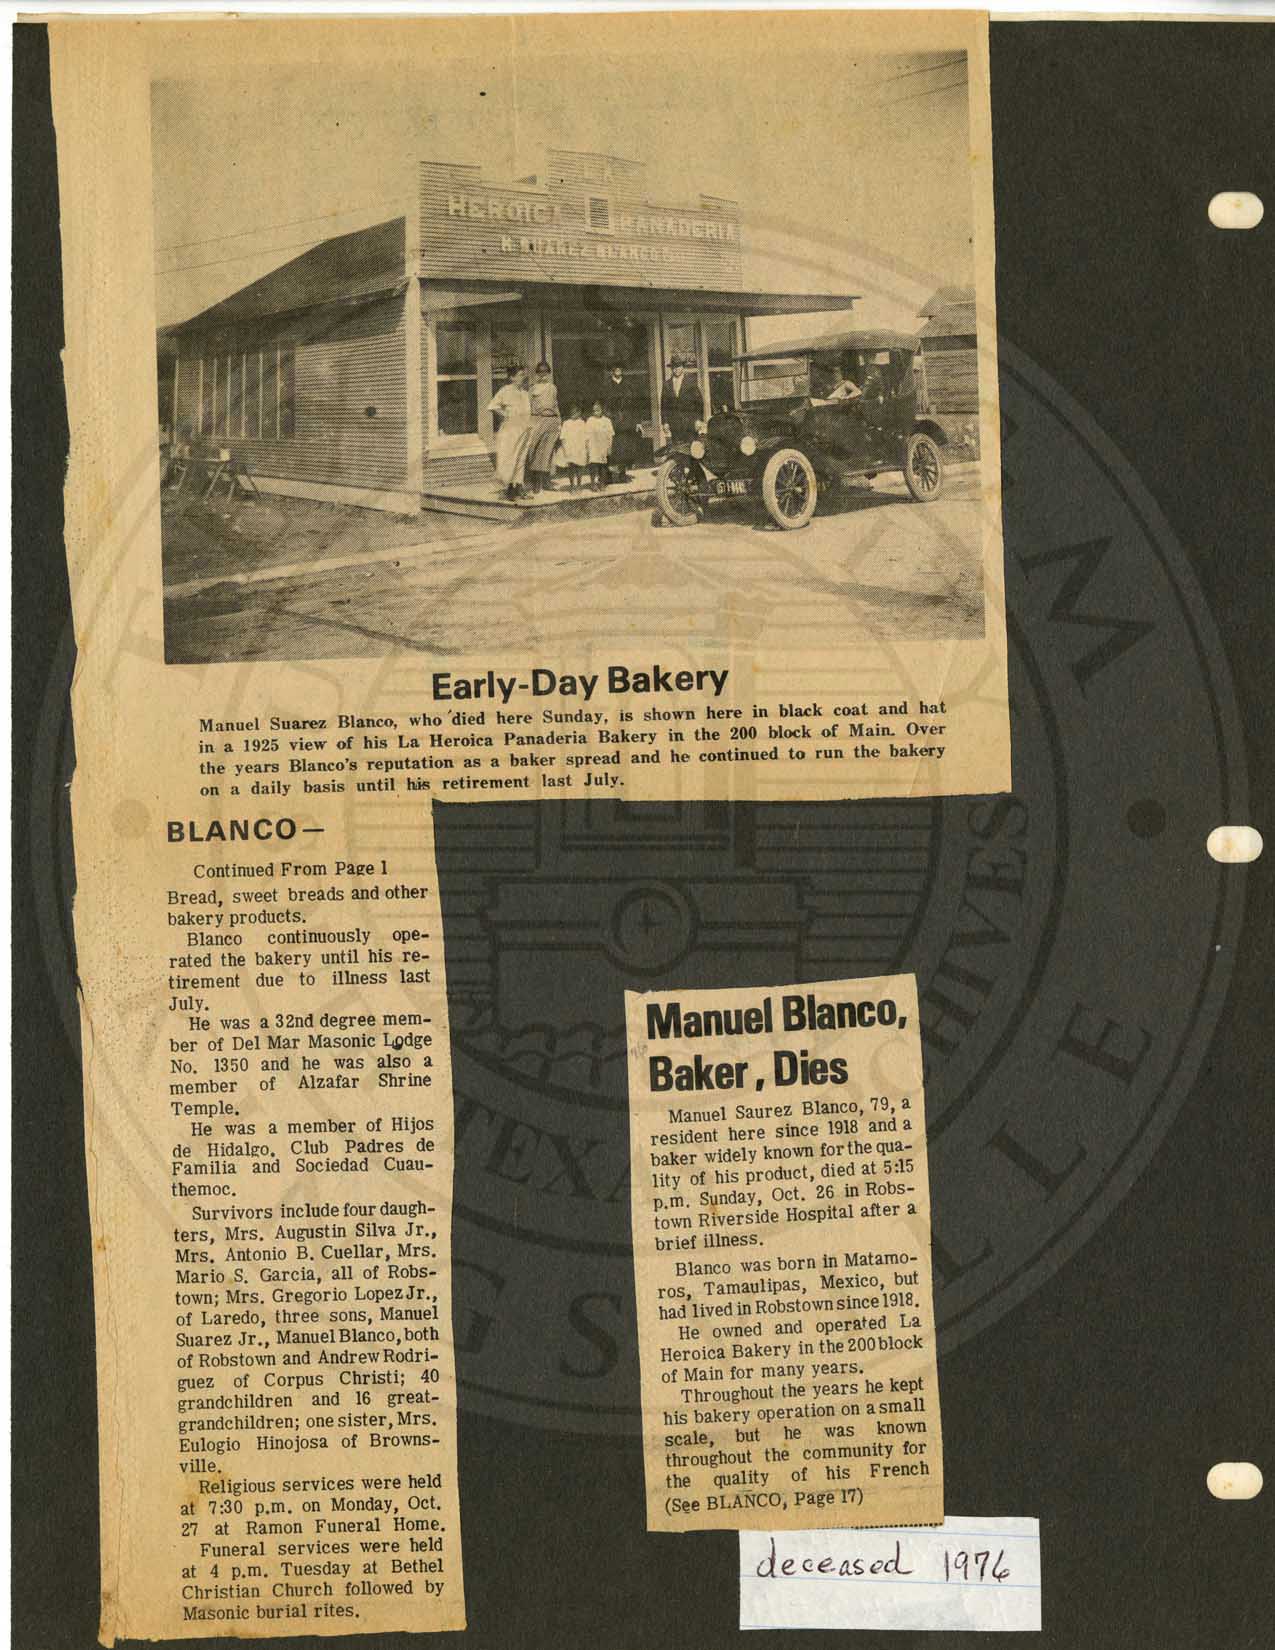 LA
HEROICA PANADERIA
M. SUAREZ BLANCO
Early-Day Bakery
Manuel Suarez Blanco, who died here Sunday, is shown here in black coat and hat
in a 1925 view of his La Heroica Panaderia Bakery in the 200 block of Main. Over
the years Blanco's reputation as a baker spread and he continued to run the bakery
on a daily basis until his retirement last July.
BLANCO—
Continued From Page 1
Bread, sweet breads and other
bakery products.
Blanco continuously ope-
rated the bakery until his re-
tirement due to illness last
July.
He was a 32nd degree mem-
ber of Del Mar Masonic Lodge
No. 1350 and he was also a
member of Alzafar Shrine
Temple.
He was a member of Hijos
de Hidalgo, Club Padres de
Familia and Sociedad Cuau-
themoc.
Survivors include four daugh-
ters, Mrs. Augustin Silva Jr.,
Mrs. Antonio B. Cuellar, Mrs.
Mario S. Garcia, all of Robs-
town; Mrs. Gregorio Lopez Jr.,
of Laredo, three sons, Manuel
Suarez Jr., Manuel Blanco, both
of Robstown and Andrew Rodri-
guez of Corpus Christi; 40
grandchildren and 16 great-
grandchildren; one sister, Mrs.
Eulogio Hinojosa of Browns-
ville.
Religious services were held
at 7:30 p.m. on Monday, Oct.
27 at Ramon Funeral Home.
Funeral services were held
at 4 p.m. Tuesday at Bethel
Christian Church followed by
Masonic burial rites.
Manuel Blanco,
Baker, Dies
Manuel Saurez Blanco, 79, a
resident here since 1918 and a
baker widely known for the qua-
lity of his product, died at 5:15
p.m. Sunday, Oct. 26 in Robs-
town Riverside Hospital after a
brief illness.
Blanco was born in Matamo-
ros, Tamaulipas, Mexico, but
had lived in Robstown since 1918.
He owned and operated La
Heroica Bakery in the 200 block
of Main for many years.
Throughout the years he kept
his bakery operation on a small
scale, but he was known
throughout the community for
the quality of his French
(See BLANCO, Page 17)
deceased 1976